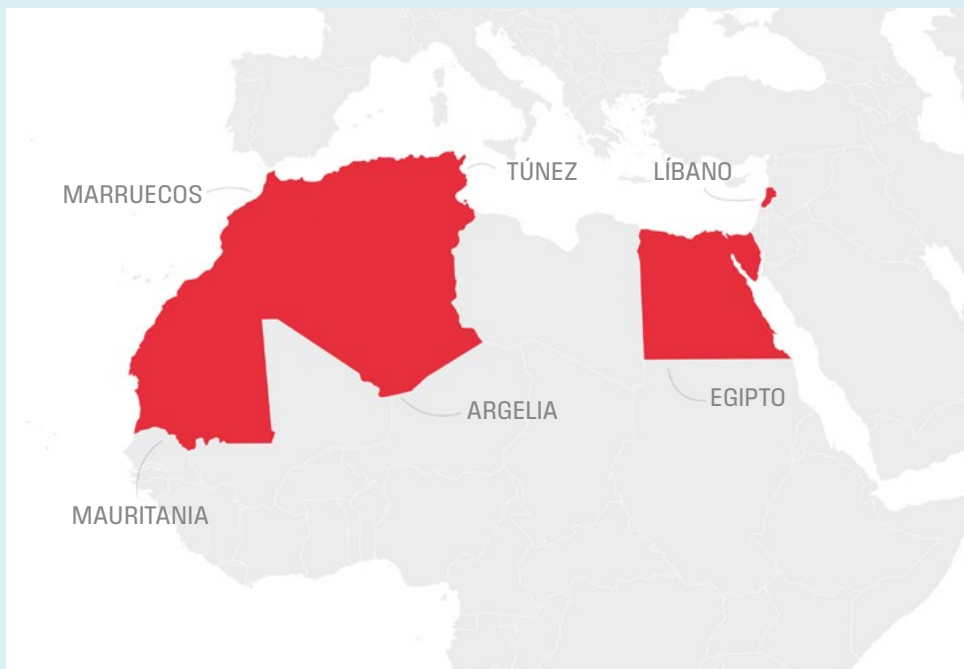 TÚNEZ
LÍBANO
MARRUECOS
EGIPTO
ARGELIA
MAURITANIA